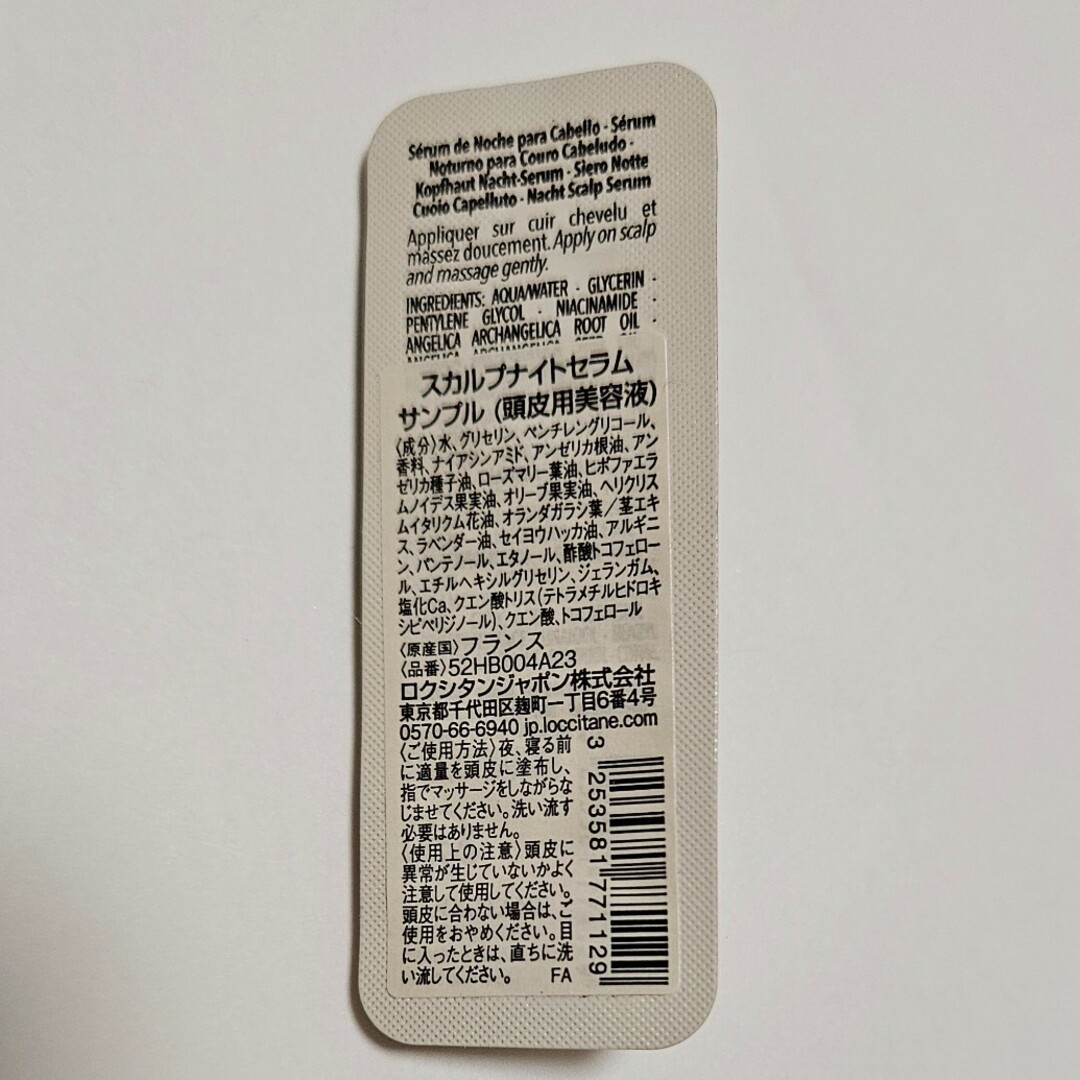 Sérum de Noche para Cabello - Sérum
Noturno para Couro Cabeludo -
Kopfhaut Nacht-Serum - Siero Notte
Cuoio Capelluto - Nacht Scalp Serum
Appliquer sur cuir chevelu et
massez doucement. Apply on scalp
and massage gently.
INGREDIENTS: AQUA/WATER - GLYCERIN -
PENTYLENE GLYCOL - NIACINAMIDE -
ANGELICA ARCHANGELICA ROOT OIL -
スカルプナイトセラム
サンプル (頭皮用美容液)
〈成分〉水、グリセリン、ペンチレングリコール、
香料、ナイアシンアミド、アンゼリカ根油、アン
ゼリカ種子油、ローズマリー葉油、ヒポファエラ
ムノイデス果実油、オリーブ果実油、ヘリクリス
ムイタリクム花油、オランダガラシ葉/茎エキ
ス、ラベンダー油、セイヨウハッカ油、アルギニ
ン、パンテノール、エタノール、酢酸トコフェロー
ル、エチルヘキシルグリセリン、ジェランガム、
塩化Ca、クエン酸トリス(テトラメチルヒドロキ
シピペリジノール)、クエン酸、トコフェロール
〈原産国〉フランス
〈品番〉52HB004A23
ロクシタンジャポン株式会社
東京都千代田区麹町一丁目6番4号
0570-66-6940 jp.loccitane.com
〈ご使用方法〉夜、寝る前
に適量を頭皮に塗布し、
指でマッサージをしながらな
じませてください。洗い流す
必要はありません。
〈使用上の注意〉頭皮に
異常が生じていないかよく
注意して使用してください。
頭皮に合わない場合は、ご
使用をおやめください。目
に入ったときは、直ちに洗
い流してください。 FA
3 253581 771129